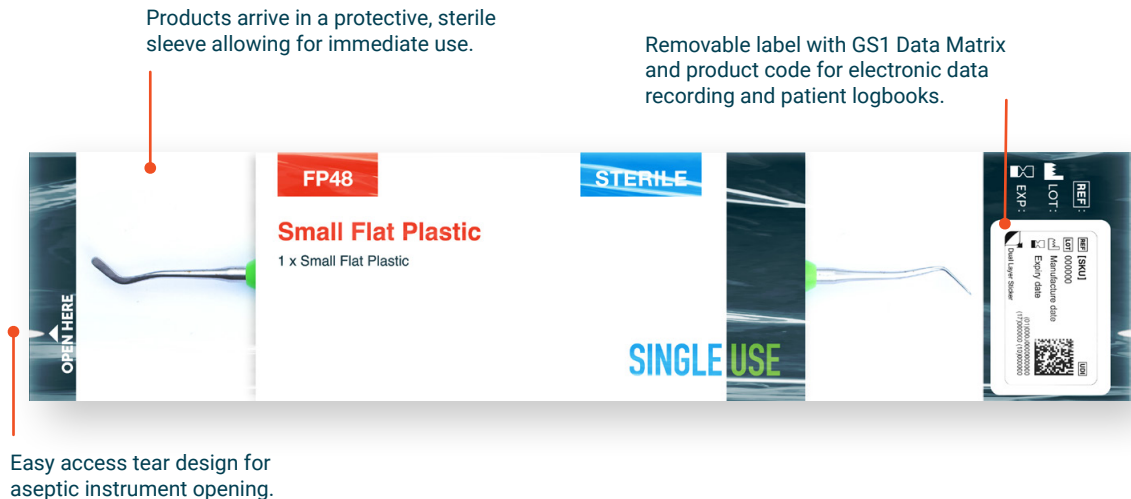 Products arrive in a protective, sterile
sleeve allowing for immediate use.
Removable label with GS1 Data Matrix
and product code for electronic data
recording and patient logbooks.
OPEN HERE
FP48
STERILE
Small Flat Plastic
1 x Small Flat Plastic
SINGLE USE
REF :
LOT :
EXP :
REF [SKU]
LOT 000000
Manufacture date
Expiry date
Dual Layer Sticker
UDI
Easy access tear design for
aseptic instrument opening.